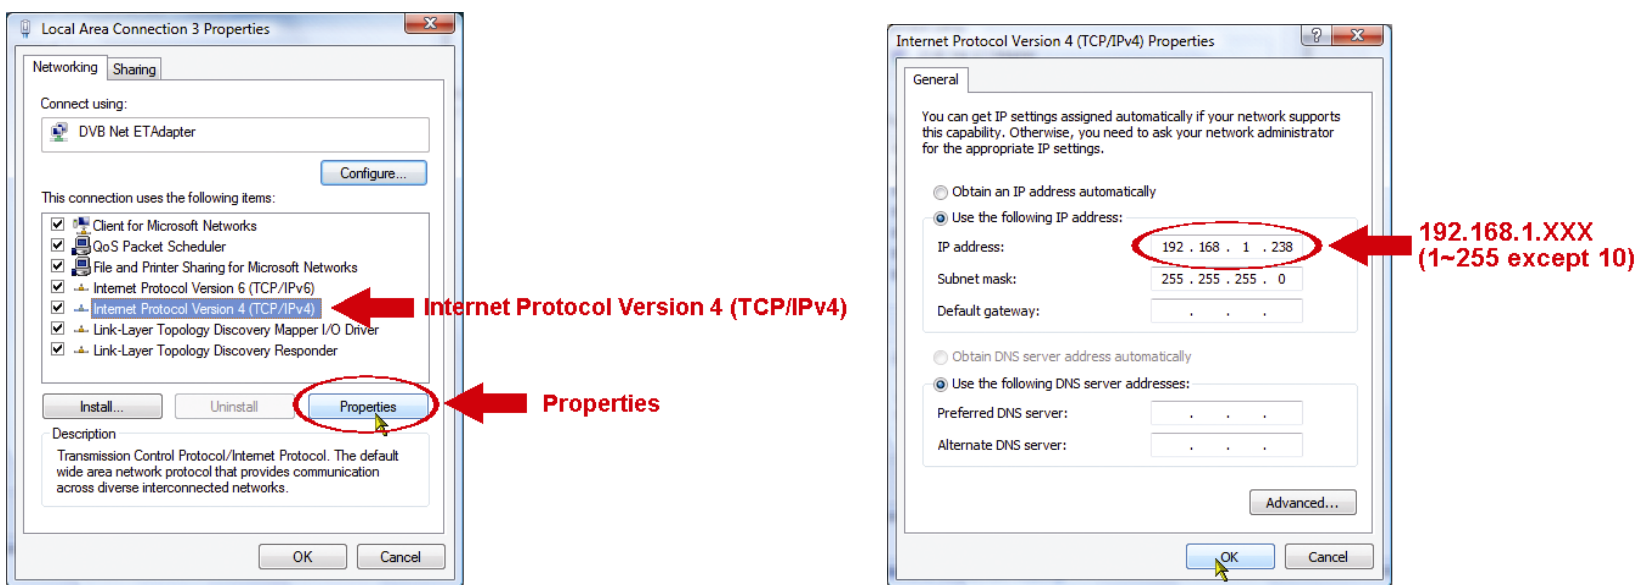 Local Area Connection 3 Properties
Networking
Sharing
Connect using:
DVB Net ETAdapter
Configure...
This connection uses the following items:
Client for Microsoft Networks
QoS Packet Scheduler
File and Printer Sharing for Microsoft Networks
Internet Protocol Version 6 (TCP/IPv6)
Internet Protocol Version 4 (TCP/IPv4)
Link-Layer Topology Discovery Mapper I/O Driver
Link-Layer Topology Discovery Responder
Install...
Uninstall
Properties
Description
Transmission Control Protocol/Internet Protocol. The default
wide area network protocol that provides communication
across diverse interconnected networks.
OK
Cancel
Internet Protocol Version 4 (TCP/IPv4)
Properties
Internet Protocol Version 4 (TCP/IPv4) Properties
General
You can get IP settings assigned automatically if your network supports
this capability. Otherwise, you need to ask your network administrator
for the appropriate IP settings.
Obtain an IP address automatically
Use the following IP address:
IP address: 192 . 168 . 1 . 238
Subnet mask: 255 . 255 . 255 . 0
Default gateway: . . .
Obtain DNS server address automatically
Use the following DNS server addresses:
Preferred DNS server: . . .
Alternate DNS server: . . .
Advanced...
OK
Cancel
192.168.1.XXX
(1~255 except 10)